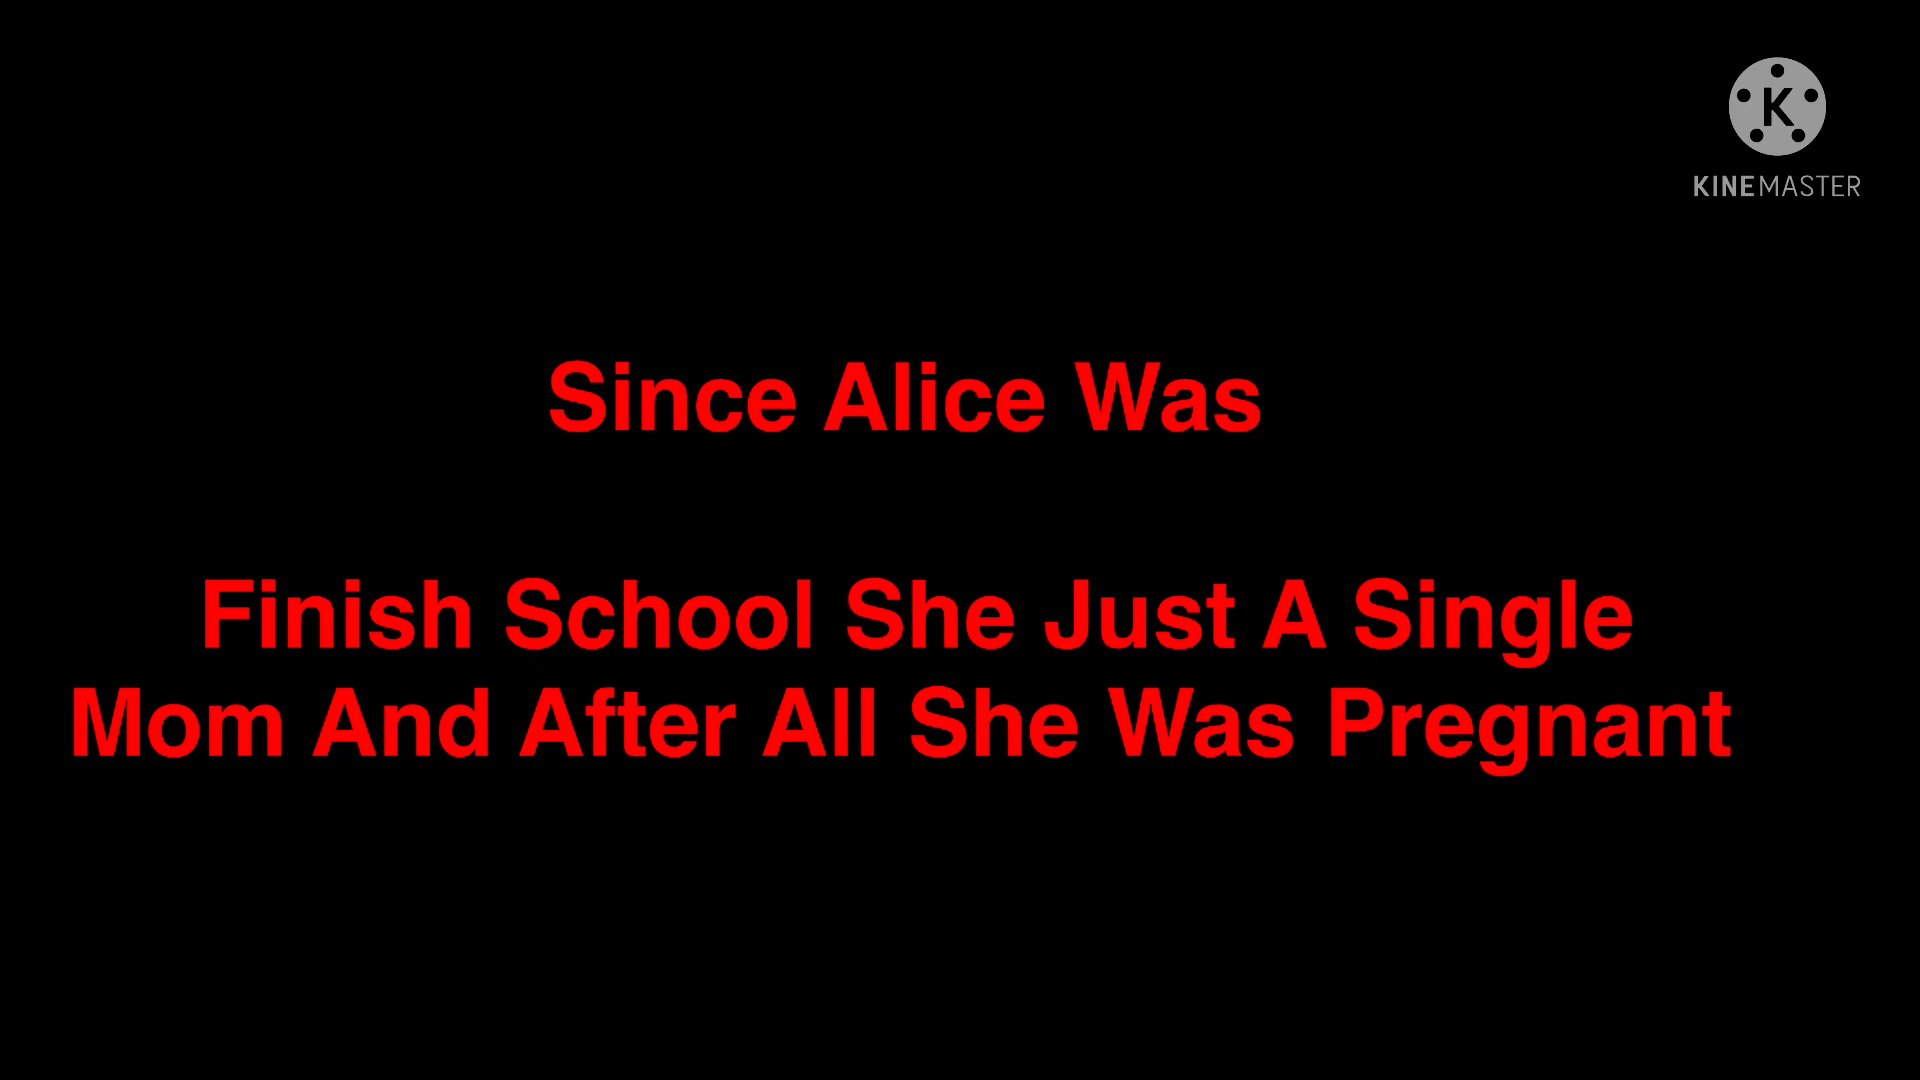 K
KINEMASTER
Since Alice Was
Finish School She Just A Single
Mom And After All She Was Pregnant